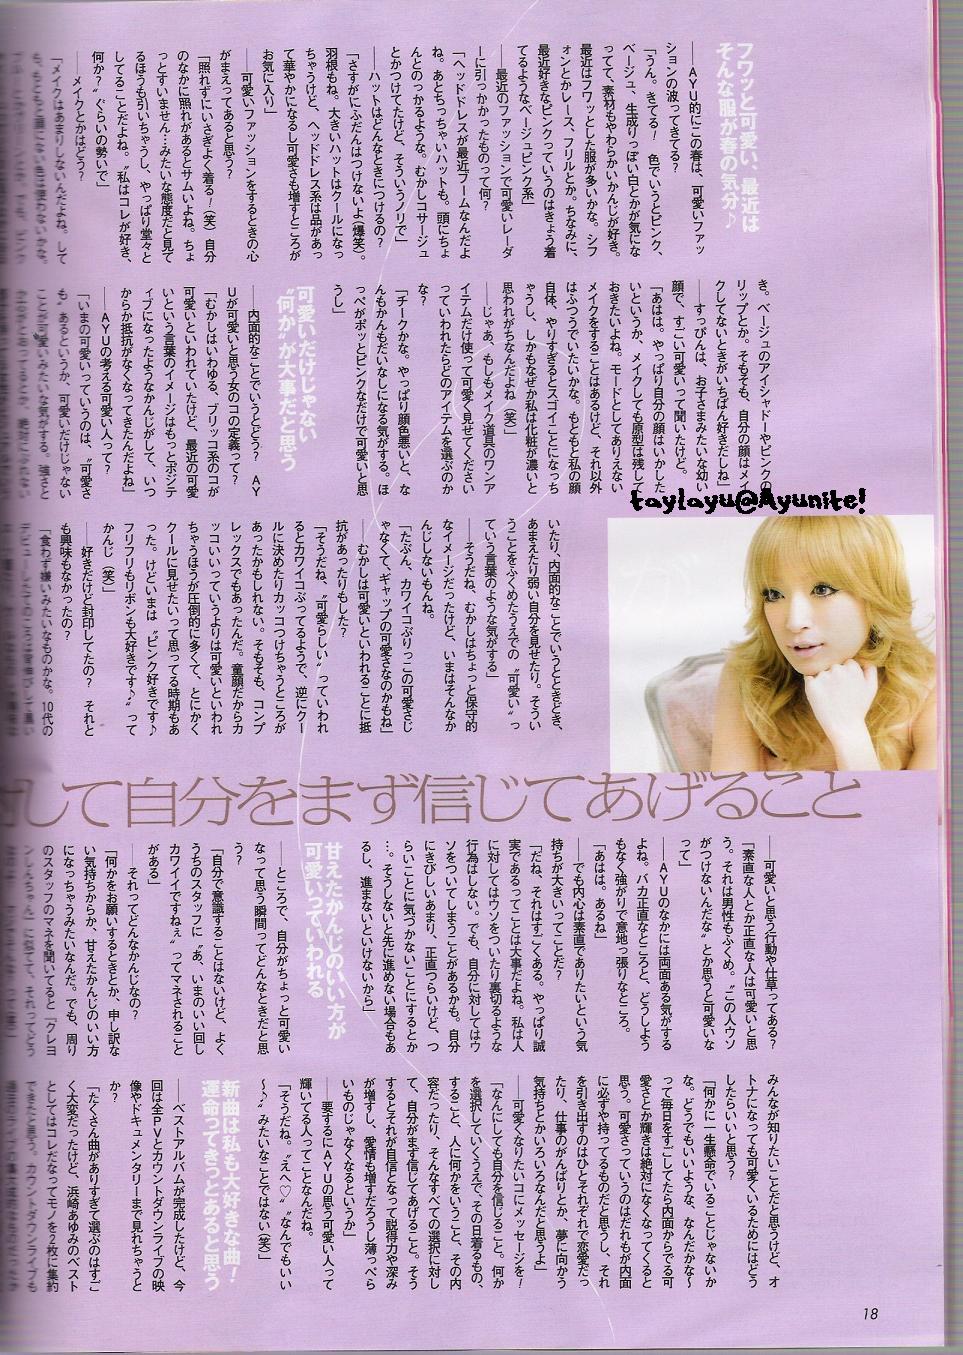 フワッと可愛い、最近は
そんな服が春の気分♪
──AYU的にこの春は、可愛いファッ
ションの波ってきてる?
「うん。きてる! 色でいうとピンク、
ベージュ、生成りっぽい白とかが気にな
ってて、素材もやわらかいかんじが好き。
最近はフワッとした服が多いかな。シフ
ォンとかレース、フリルとか。ちなみに、
最近好きなピンクっていうのはきょう着
てるようなベージュピンク系」
──最近のファッションで可愛いレーダ
ーに引っかかったものって何?
「ヘッドドレスが最近ブームなんだよ
ね。あとちっちゃいハットも。頭にちょ
んとのっかるような。むかしコサージュ
とかつけてたけど、そういうノリで」
──ハットはどんなときにつけるの?
「さすがにふだんはつけないよ(爆笑)。
羽根もね。大きいハットはクールになっ
ちゃうけど、ヘッドドレス系は品があっ
て華やかになるし可愛さも増すところが
お気に入り」
──可愛いファッションをするときの心
がまえってあると思う?
「照れずにいさぎよく着る!(笑)自分
のなかに照れがあるとサムいよね。ちょ
っとすいません…みたいな態度だと見て
るほうも引いちゃうし、やっぱり堂々と
してることだよね。〝私はコレが好き、
何か?〟ぐらいの勢いで」
──メイクとかはどう?
「メイクはあまりしないんだよね。して
き。ベージュのアイシャドーやピンクの
リップとか。そもそも、自分の顔はメイ
クしてないときがいちばん好きだしね」
──すっぴんは、お子さまみたいな幼い
顔で、すごい可愛いって聞いたけど。
「あはは。やっぱり自分の顔はいかした
いというか、メイクしても原型は残して
おきたいよね。モードとしてありえない
メイクをすることはあるけど、それ以外
はふつうでいたいかな。もともと私の顔
自体、やりすぎるとスゴイことになっち
ゃうし、しかもなぜか私は化粧が濃いと
思われがちなんだよね(笑)」
──じゃあ、もしもメイク道具のワンア
イテムだけ使って可愛く見せてください
っていわれたらどのアイテムを選ぶのか
な?
「チークかな。やっぱり顔色悪いと、な
んもかんもだいなしになる気がする。ほ
っぺがポッとピンクなだけで可愛いと思
うし」
可愛いだけじゃない
〝何か〟が大事だと思う
──内面的なことでいうとどう? AY
Uが可愛いと思う女のコの定義って?
「むかしはいわゆる、ブリッコ系のコが
可愛いといわれていたけど、最近の可愛
いという言葉のイメージはもっとポジテ
ィブになったようなかんじがして、いつ
からか抵抗がなくなってきたんだよね」
──AYUの考える可愛い人って?
「いまの可愛いっていうのは、〝可愛さ
も〟あるというか、可愛いだけじゃない
ことが可愛いみたいな気がする。強さと
taylayu@Ayunite!
いたり、内面的なことでいうとときどき、
あまえたり弱い自分を見せたり。そうい
うことをふくめたうえでの〝可愛い〟っ
ていう言葉のような気がする」
──そうだね、むかしはちょっと保守的
なイメージだったけど、いまはそんなか
んじしないもんね。
「たぶん、カワイコぶりっこの可愛さじ
ゃなくて、ギャップの可愛さなのかもね」
──むかしは可愛いといわれることに抵
抗があったりもした?
「そうだね、〝可愛らしい〟っていわれ
るとカワイコぶってるようで、逆にクー
ルに決めたりカッコつけちゃうところが
あったかもしれない。そもそも、コンプ
レックスでもあったんだ。童顔だからカ
ッコいいっていうよりは可愛いといわれ
ちゃうほうが圧倒的に多くて、とにかく
クールに見せたいって思ってる時期もあ
った。けどいまは〝ピンク好きです♪
フリフリもリボンも大好きです♪〟って
かんじ(笑)」
──好きだけど封印してたの? それと
も興味もなかったの?
「食わず嫌いみたいなものかな。10代の
して自分をまず信じてあげること
──可愛いと思う行動や仕草ってある?
「素直な人とか正直な人は可愛いと思
う。それは男性もふくめ。〝この人ウソ
がつけないんだな〟とか思うと可愛いな
って」
──AYUのなかには両面ある気がする
よね。バカ正直なところと、どうしよう
もなく強がりで意地っ張りなところ。
「あはは。あるね」
──でも内心は素直でありたいという気
持ちが大きいってことだ?
「だね、それはすごくある。やっぱり誠
実であるってことは大事だよね。私は人
に対してはウソをついたり裏切るような
行為はしない。でも、自分に対してはウ
ソをついてしまうことがあるかも。自分
にきびしいあまり、正直つらいけど、つ
らいことに気づかないことにするとか
…。そうしないと先に進めない場合もあ
るし、進まないといけないから」
甘えたかんじのいい方が
可愛いっていわれる
──ところで、自分がちょっと可愛い
なって思う瞬間ってどんなときだと思
う?
「自分で意識することはないけど、よく
うちのスタッフに〝あ、いまのいい回し
カワイイですねぇ〟ってマネされること
がある」
──それってどんなかんじなの?
「何かをお願いするときとか、申し訳な
い気持ちからか、甘えたかんじのいい方
になっちゃうみたいなんだ。でも、周り
のスタッフのマネを聞いてると『クレヨ
ンしんちゃん』に似てて、それってどう
みんなが知りたいことだと思うけど、オ
トナになっても可愛くいるためにはどう
したらいいと思う?
「何かに一生懸命でいることじゃないか
な。どうでもいいような、なんだかな~
って毎日をすごしてたら内面からでる可
愛さとか輝きは絶対になくなってくると
思う。可愛さっていうのはだれもが内面
に必ずや持ってるものだと思うし、それ
を引き出すのはひとそれぞれで恋愛だっ
たり、仕事のがんばりとか、夢に向かう
気持ちとかいろいろなんだと思うよ」
──可愛くなりたいコにメッセージを!
「なんにしても自分を信じること。何か
を選択していくうえで、その日着るもの、
すること、人に何かをいうこと、その内
容だったり、そんなすべての選択に対し
て、自分がまず信じてあげること。そう
するとそれが自信となって説得力や深み
が増すし、愛情も増すだろうし薄っぺら
いものじゃなくなるというか」
──要するにAYUの思う可愛い人って
輝いてる人ってことなんだね。
「そうだね。〝えへ♡〟〝なんでもいい
~♪〟みたいなことではない(笑)」
新曲は私も大好きな曲!
運命ってきっとあると思う
──ベストアルバムが完成したけど、今
回は全PVとカウントダウンライブの映
像やドキュメンタリーまで見れちゃうと
か?
「たくさん曲がありすぎて選ぶのはすご
く大変だったけど、浜崎あゆみのベスト
としてはコレだなってモノを2枚に集約
できたと思う。カウントダウンライブも
18